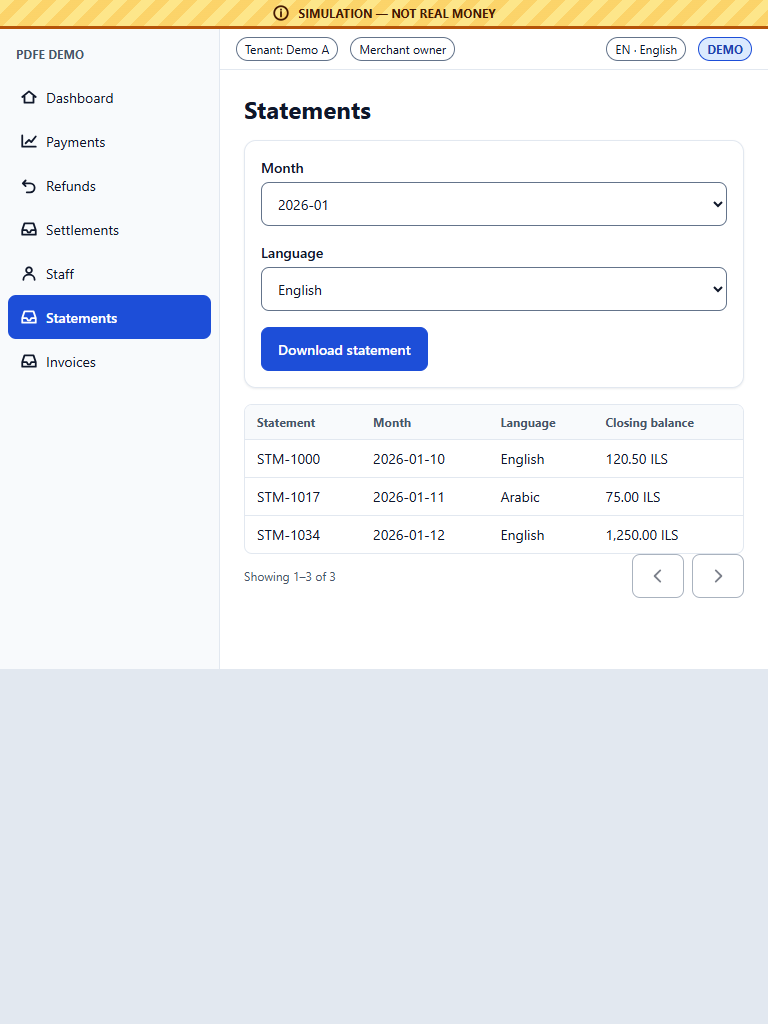 SIMULATION — NOT REAL MONEY
PDFE DEMO
Tenant: Demo A
Merchant owner
EN · English
DEMO
Dashboard
Payments
Refunds
Settlements
Staff
Statements
Invoices
Statements
Month
2026-01
Language
English
Download statement
Statement Month Language Closing balance
STM-1000 2026-01-10 English 120.50 ILS
STM-1017 2026-01-11 Arabic 75.00 ILS
STM-1034 2026-01-12 English 1,250.00 ILS
Showing 1–3 of 3